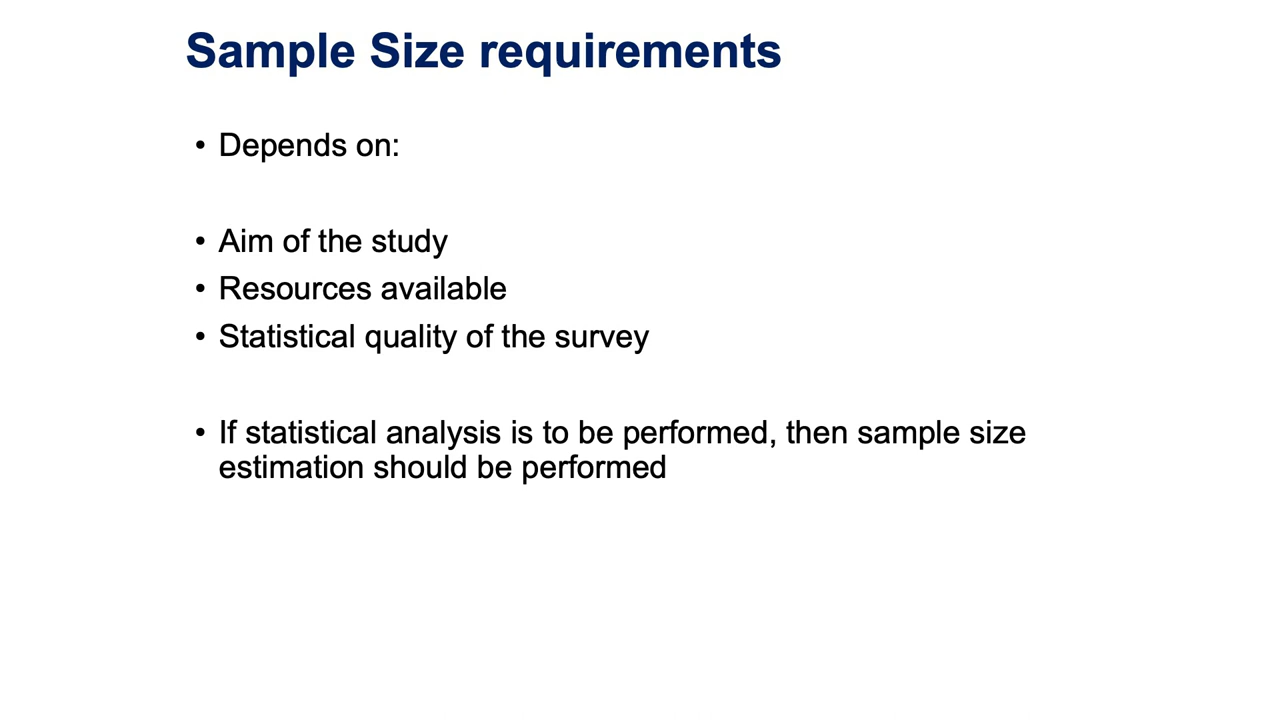 Sample Size requirements
• Depends on:
• Aim of the study
• Resources available
• Statistical quality of the survey
• If statistical analysis is to be performed, then sample size
estimation should be performed